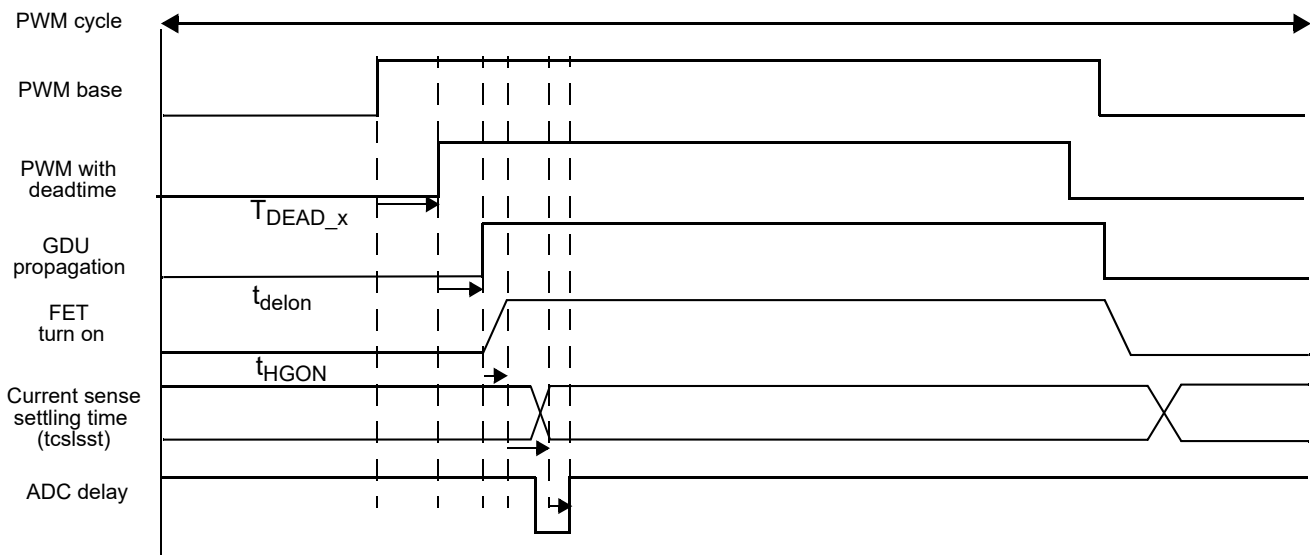 PWM cycle
PWM base
PWM with
deadtime
TDEAD_x
GDU
propagation
tdelon
FET
turn on
tHGON
Current sense
settling time
(tcslsst)
ADC delay